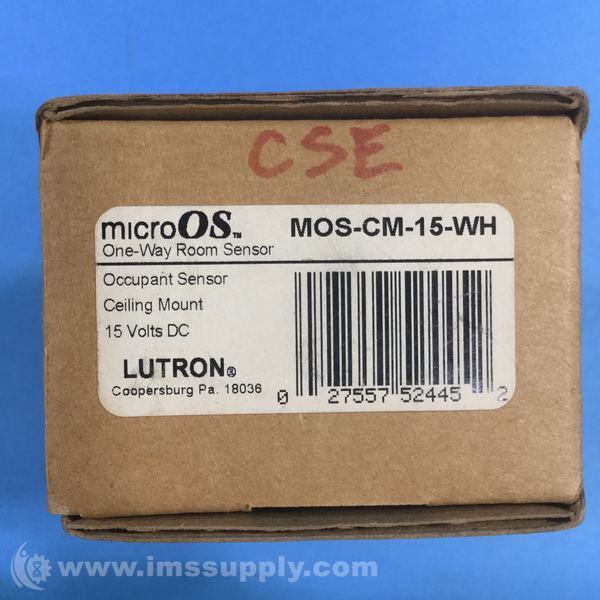 CSE
microOS™
One-Way Room Sensor
MOS-CM-15-WH
Occupant Sensor
Ceiling Mount
15 Volts DC
LUTRON®
Coopersburg Pa. 18036
0 27557 52445 2
www.imssupply.com